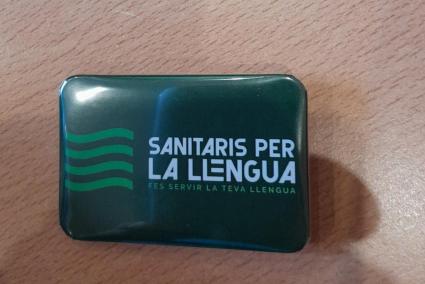 SANITARIS PER
LA LLENGUA
FES SERVIR LA TEVA LLENGUA